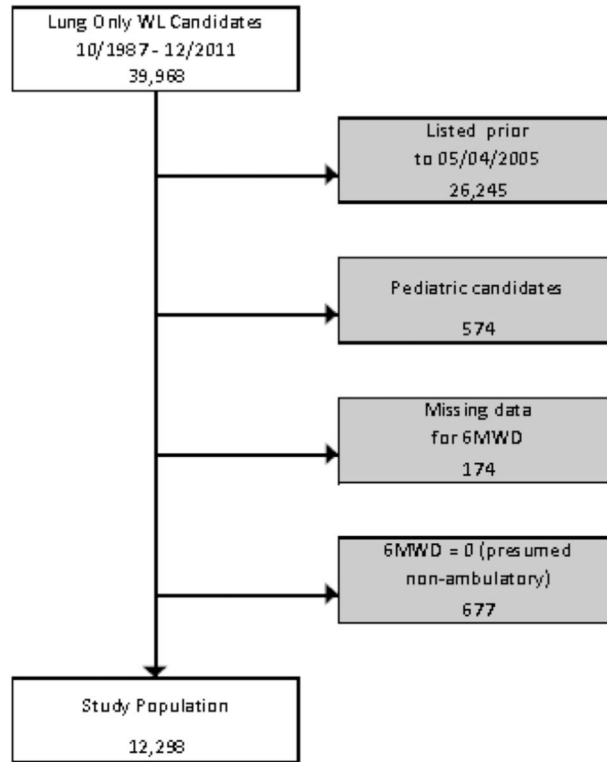 Lung Only WL Candidates
10/1987 - 12/2011
39,968
Listed prior
to 05/04/2005
26,245
Pediatric candidates
574
Missing data
for 6MWD
174
6MWD = 0 (presumed
non-ambulatory)
677
Study Population
12,298